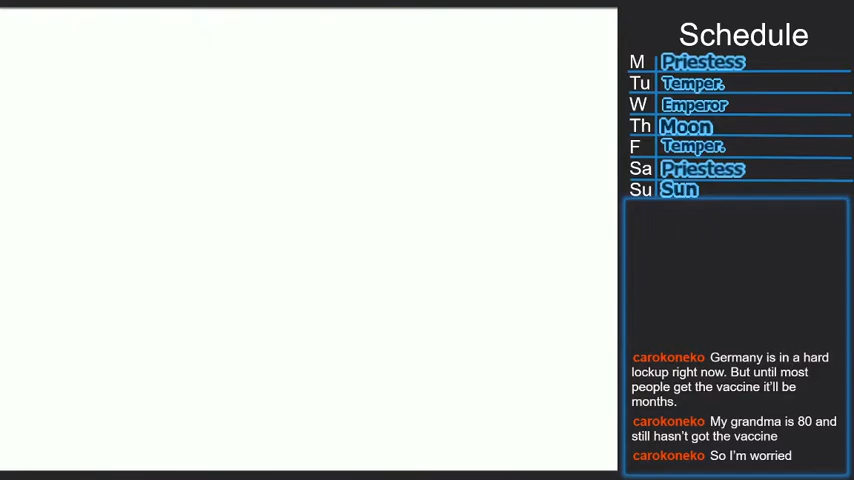 Schedule
M Priestess
Tu Temper.
W Emperor
Th Moon
F Temper.
Sa Priestess
Su Sun
carokoneko Germany is in a hard
lockup right now. But until most
people get the vaccine it'll be
months.
carokoneko My grandma is 80 and
still hasn't got the vaccine
carokoneko So I'm worried